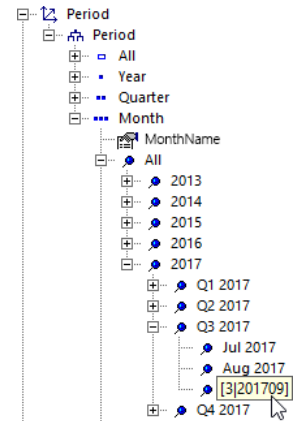 Period
Period
All
Year
Quarter
Month
MonthName
All
2013
2014
2015
2016
2017
Q1 2017
Q2 2017
Q3 2017
Jul 2017
Aug 2017
[3|201709]
Q4 2017